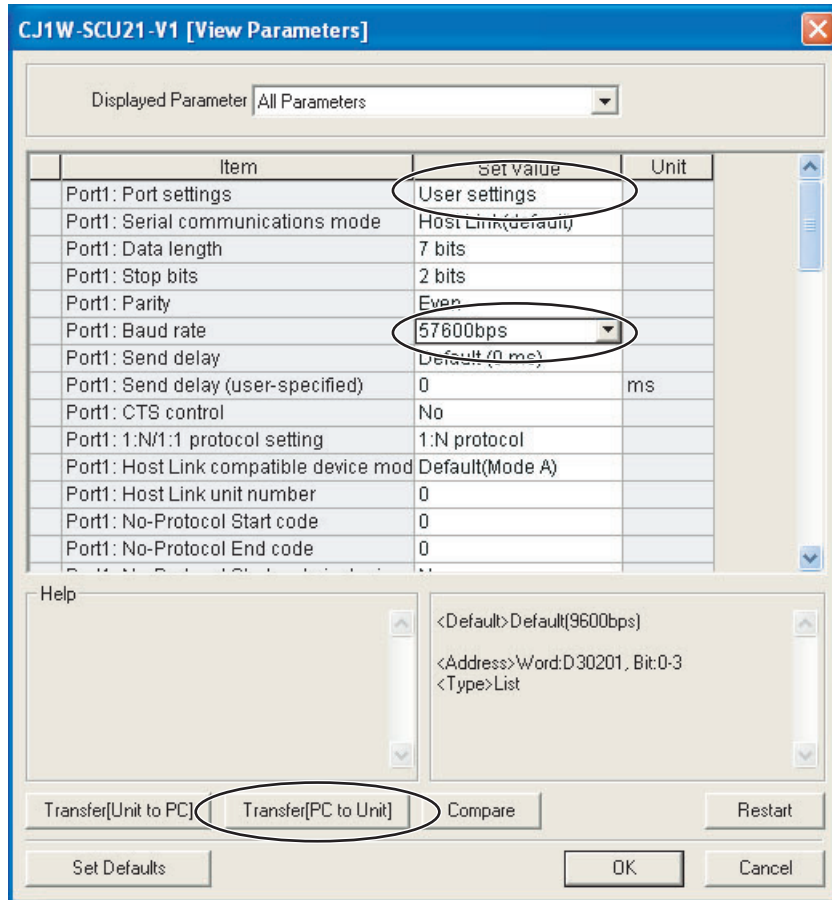 CJ1W-SCU21-V1 [View Parameters]
Displayed Parameter All Parameters
Item Set Value Unit
Port1: Port settings User settings
Port1: Serial communications mode Host Link(default)
Port1: Data length 7 bits
Port1: Stop bits 2 bits
Port1: Parity Even
Port1: Baud rate 57600bps
Port1: Send delay Default (0 ms)
Port1: Send delay (user-specified) 0 ms
Port1: CTS control No
Port1: 1:N/1:1 protocol setting 1:N protocol
Port1: Host Link compatible device mod Default(Mode A)
Port1: Host Link unit number 0
Port1: No-Protocol Start code 0
Port1: No-Protocol End code 0
Help
<Default>Default(9600bps)
<Address>Word:D30201, Bit:0-3
<Type>List
Transfer[Unit to PC] Transfer[PC to Unit] Compare Restart
Set Defaults OK Cancel